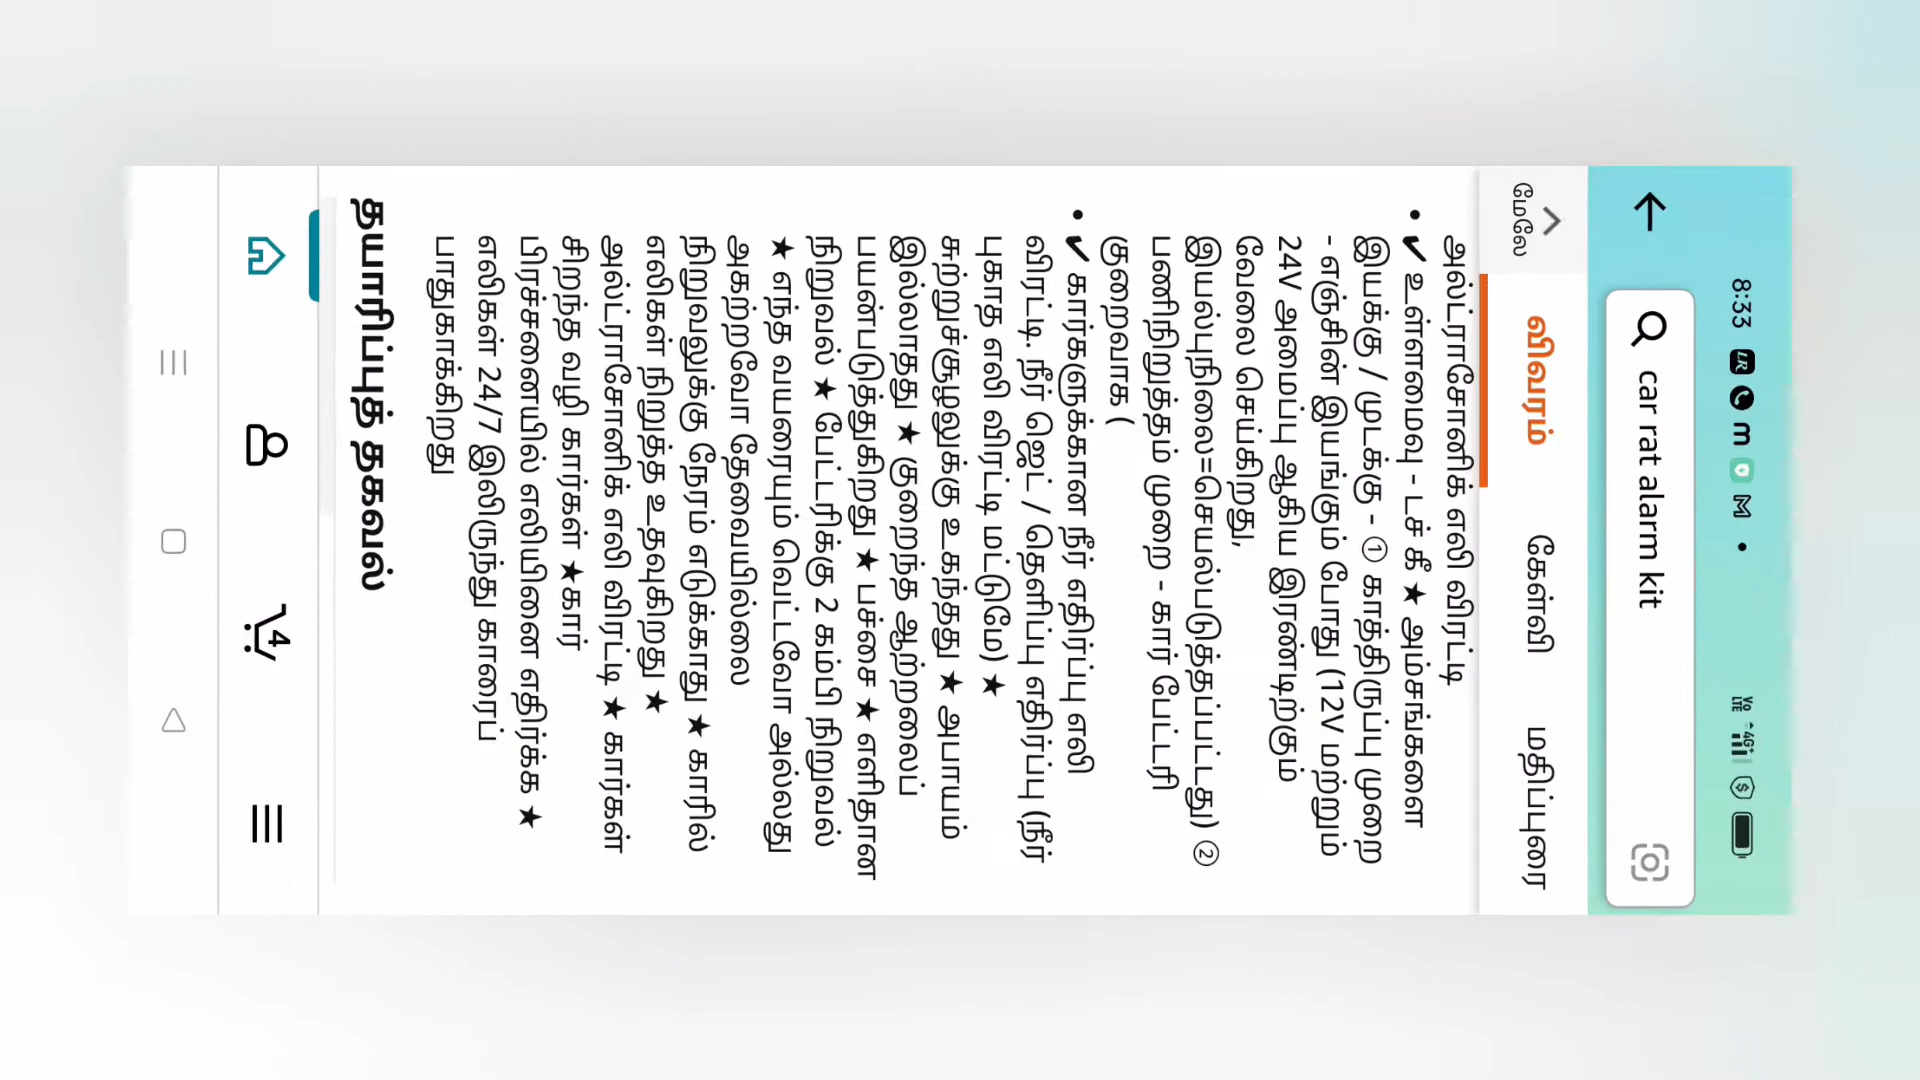 8:33
Vo LTE 4G+
car rat alarm kit
மேலே
விவரம்
கேள்வி
மதிப்புரை
அல்ட்ராசோனிக் எலி விரட்டி
• ✔ உள்ளமைவு - டச் கீ ★ அம்சங்களை
இயக்கு / முடக்கு - ① காத்திருப்பு முறை
- எஞ்சின் இயங்கும் போது (12V மற்றும்
24V அமைப்பு ஆகிய இரண்டிற்கும்
வேலை செய்கிறது,
இயல்புநிலை=செயல்படுத்தப்பட்டது) ②
பணிநிறுத்தம் முறை - கார் பேட்டரி
குறைவாக (
• ✔ கார்களுக்கான நீர் எதிர்ப்பு எலி
விரட்டி. நீர் ஜெட் / தெளிப்பு எதிர்ப்பு (நீர்
புகாத எலி விரட்டி மட்டுமே) ★
சுற்றுச்சூழலுக்கு உகந்தது ★ அபாயம்
இல்லாதது ★ குறைந்த ஆற்றலைப்
பயன்படுத்துகிறது ★ பச்சை ★ எளிதான
நிறுவல் ★ பேட்டரிக்கு 2 கம்பி நிறுவல்
★ எந்த வயரையும் வெட்டவோ அல்லது
அகற்றவோ தேவையில்லை
நிறுவலுக்கு நேரம் எடுக்காது ★ காரில்
எலிகள் நிறுத்த உதவுகிறது ★
அல்ட்ராசோனிக் எலி விரட்டி ★ கார்கள்
சிறந்த வழி கார்கள் ★கார்
பிரச்சனையில் எலியினை எதிர்க்க ★
எலிகள் 24/7 இலிருந்து காரைப்
பாதுகாக்கிறது
தயாரிப்புத் தகவல்
4